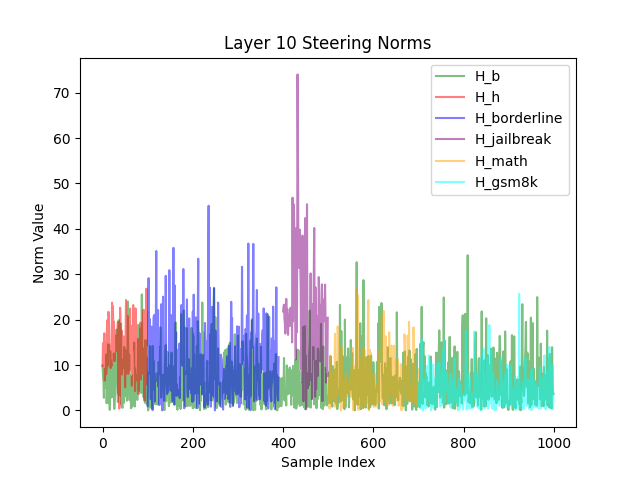 Layer 10 Steering Norms
H_b
H_h
H_borderline
H_jailbreak
H_math
H_gsm8k
Norm Value
70
60
50
40
30
20
10
0
0 200 400 600 800 1000
Sample Index